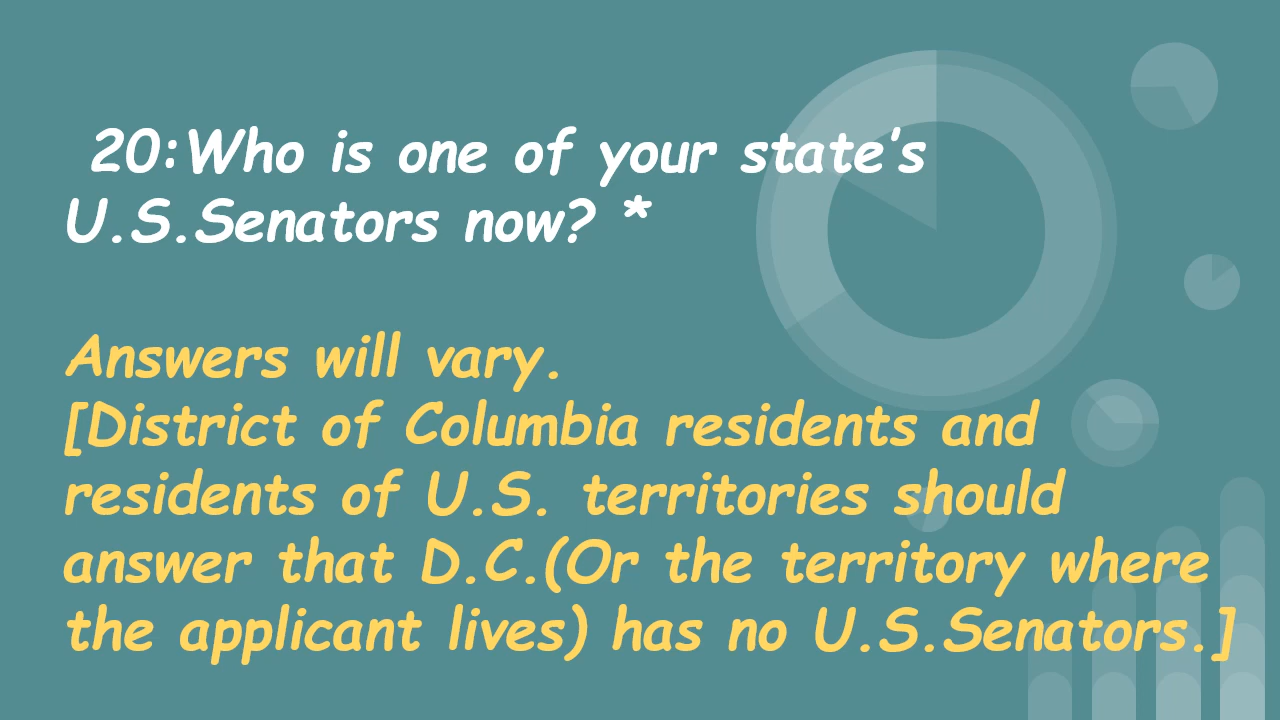 20:Who is one of your state’s
U.S.Senators now? *
Answers will vary.
[District of Columbia residents and
residents of U.S. territories should
answer that D.C.(Or the territory where
the applicant lives) has no U.S.Senators.]